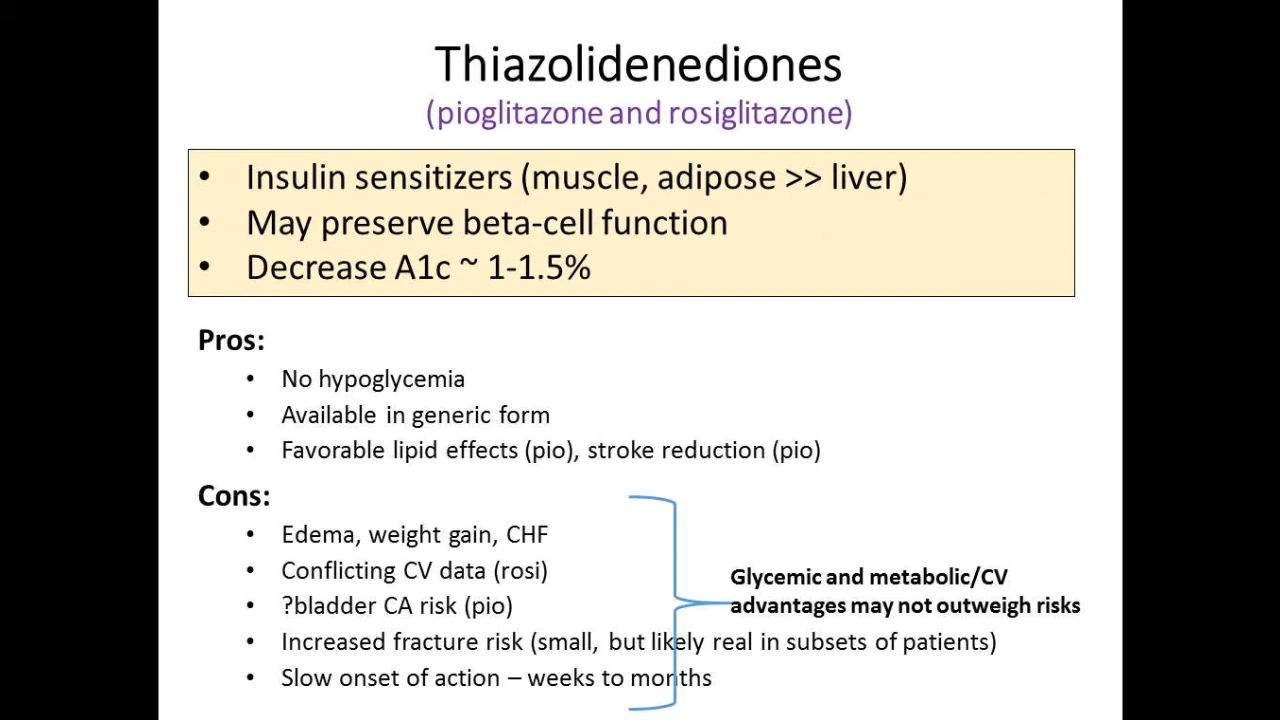 Thiazolidenediones
(pioglitazone and rosiglitazone)
• Insulin sensitizers (muscle, adipose >> liver)
• May preserve beta-cell function
• Decrease A1c ~ 1-1.5%
Pros:
• No hypoglycemia
• Available in generic form
• Favorable lipid effects (pio), stroke reduction (pio)
Cons:
• Edema, weight gain, CHF
• Conflicting CV data (rosi)
• ?bladder CA risk (pio)
• Increased fracture risk (small, but likely real in subsets of patients)
• Slow onset of action – weeks to months
Glycemic and metabolic/CV
advantages may not outweigh risks